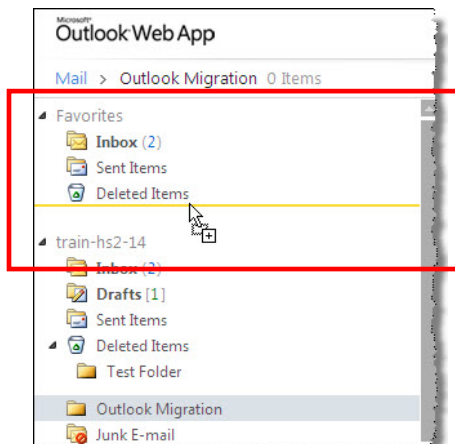 Microsoft®
Outlook Web App
Mail > Outlook Migration 0 Items
Favorites
Inbox (2)
Sent Items
Deleted Items
train-hs2-14
Inbox (2)
Drafts [1]
Sent Items
Deleted Items
Test Folder
Outlook Migration
Junk E-mail